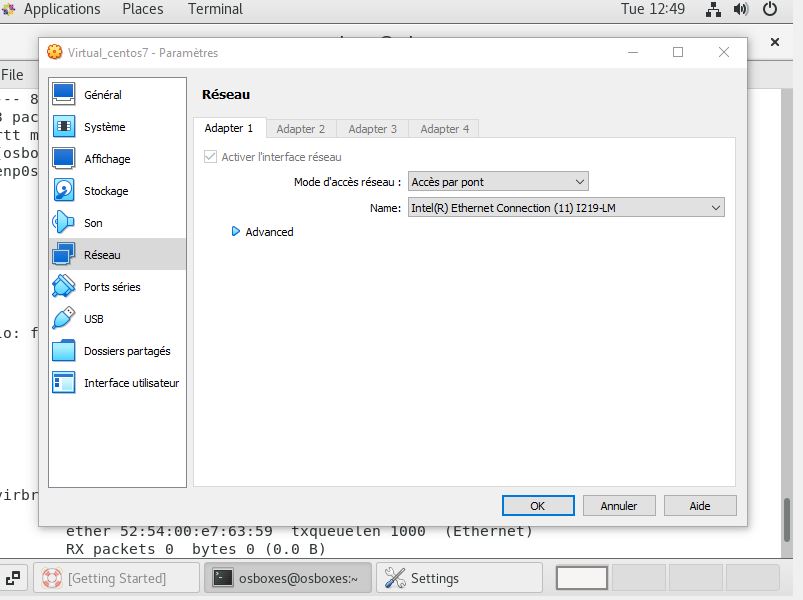 Applications Places Terminal Tue 12:49
Virtual_centos7 - Paramètres
File
Général
Système
Affichage
Stockage
Son
Réseau
Ports séries
USB
Dossiers partagés
Interface utilisateur
Réseau
Adapter 1 Adapter 2 Adapter 3 Adapter 4
Activer l'interface réseau
Mode d'accès réseau : Accès par pont
Name: Intel(R) Ethernet Connection (11) I219-LM
Advanced
OK Annuler Aide
--- 8
pac
rtt m
osbo
enp0s
lo: f
virbr
ether 52:54:00:e7:63:59 txqueuelen 1000 (Ethernet)
RX packets 0 bytes 0 (0.0 B)
[Getting Started] osboxes@osboxes:~ Settings